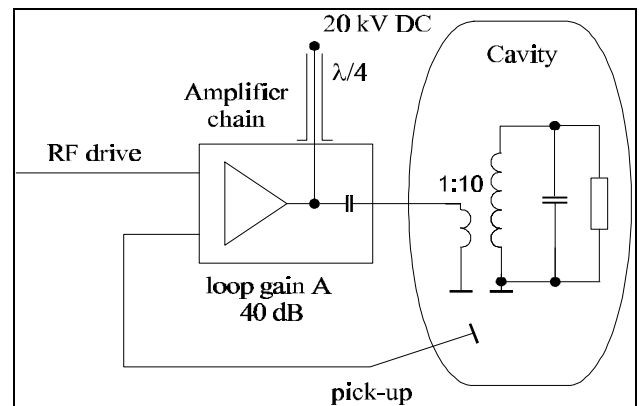 20 kV DC
λ/4
Cavity
Amplifier
chain
RF drive
1:10
loop gain A
40 dB
pick-up